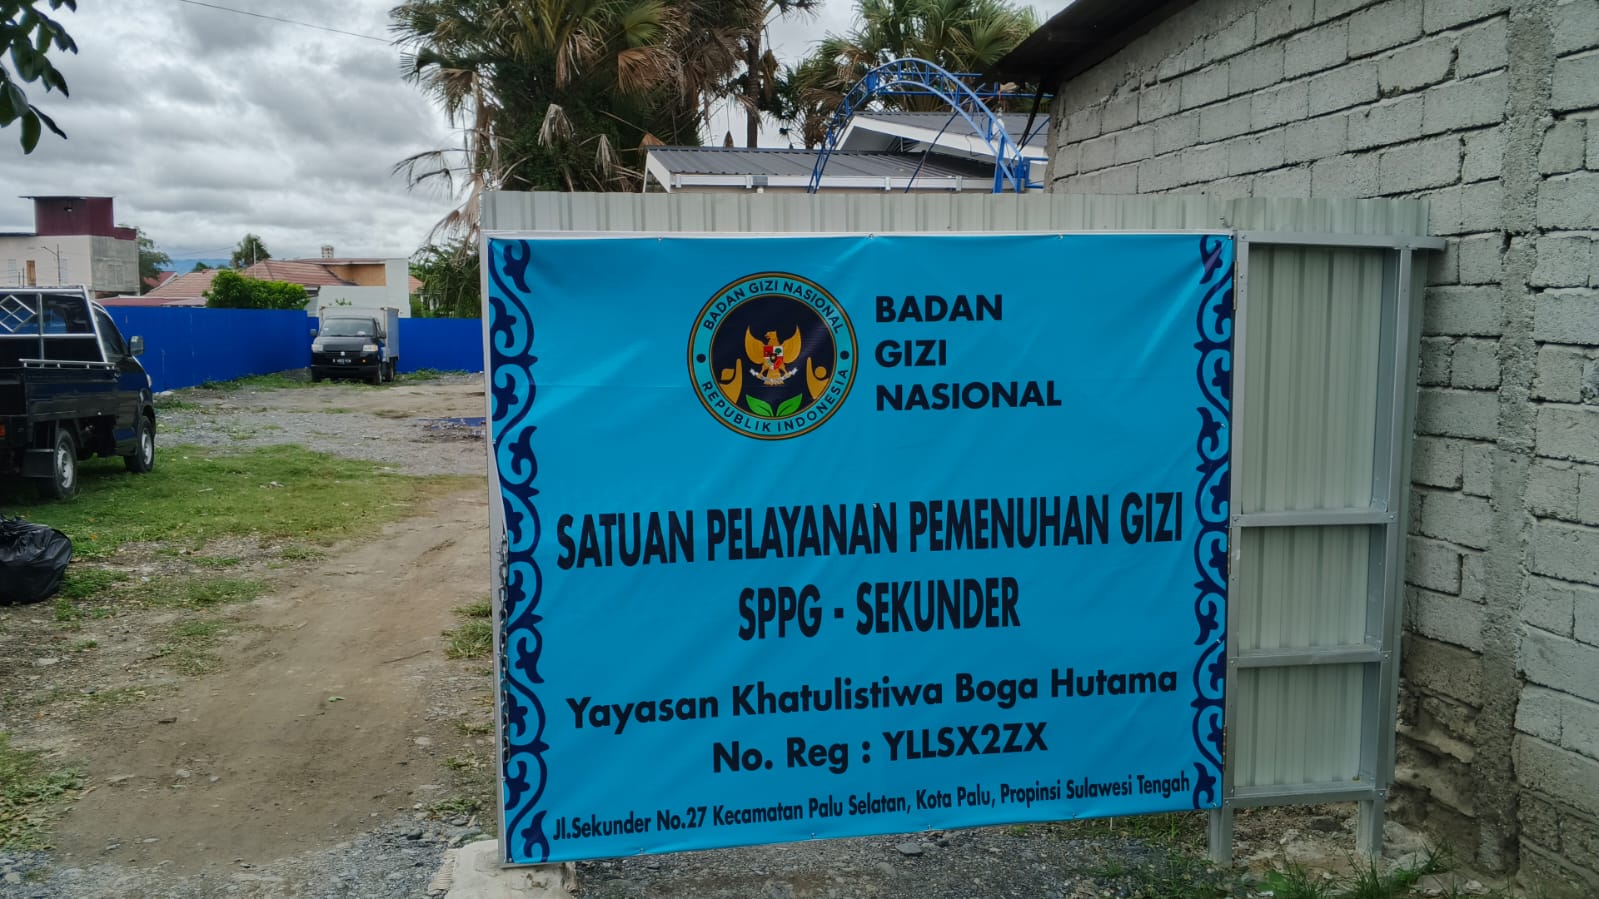 BADAN GIZI NASIONAL
REPUBLIK INDONESIA
BADAN
GIZI
NASIONAL
SATUAN PELAYANAN PEMENUHAN GIZI
SPPG - SEKUNDER
Yayasan Khatulistiwa Boga Hutama
No. Reg : YLLSX2ZX
Jl.Sekunder No.27 Kecamatan Palu Selatan, Kota Palu, Propinsi Sulawesi Tengah